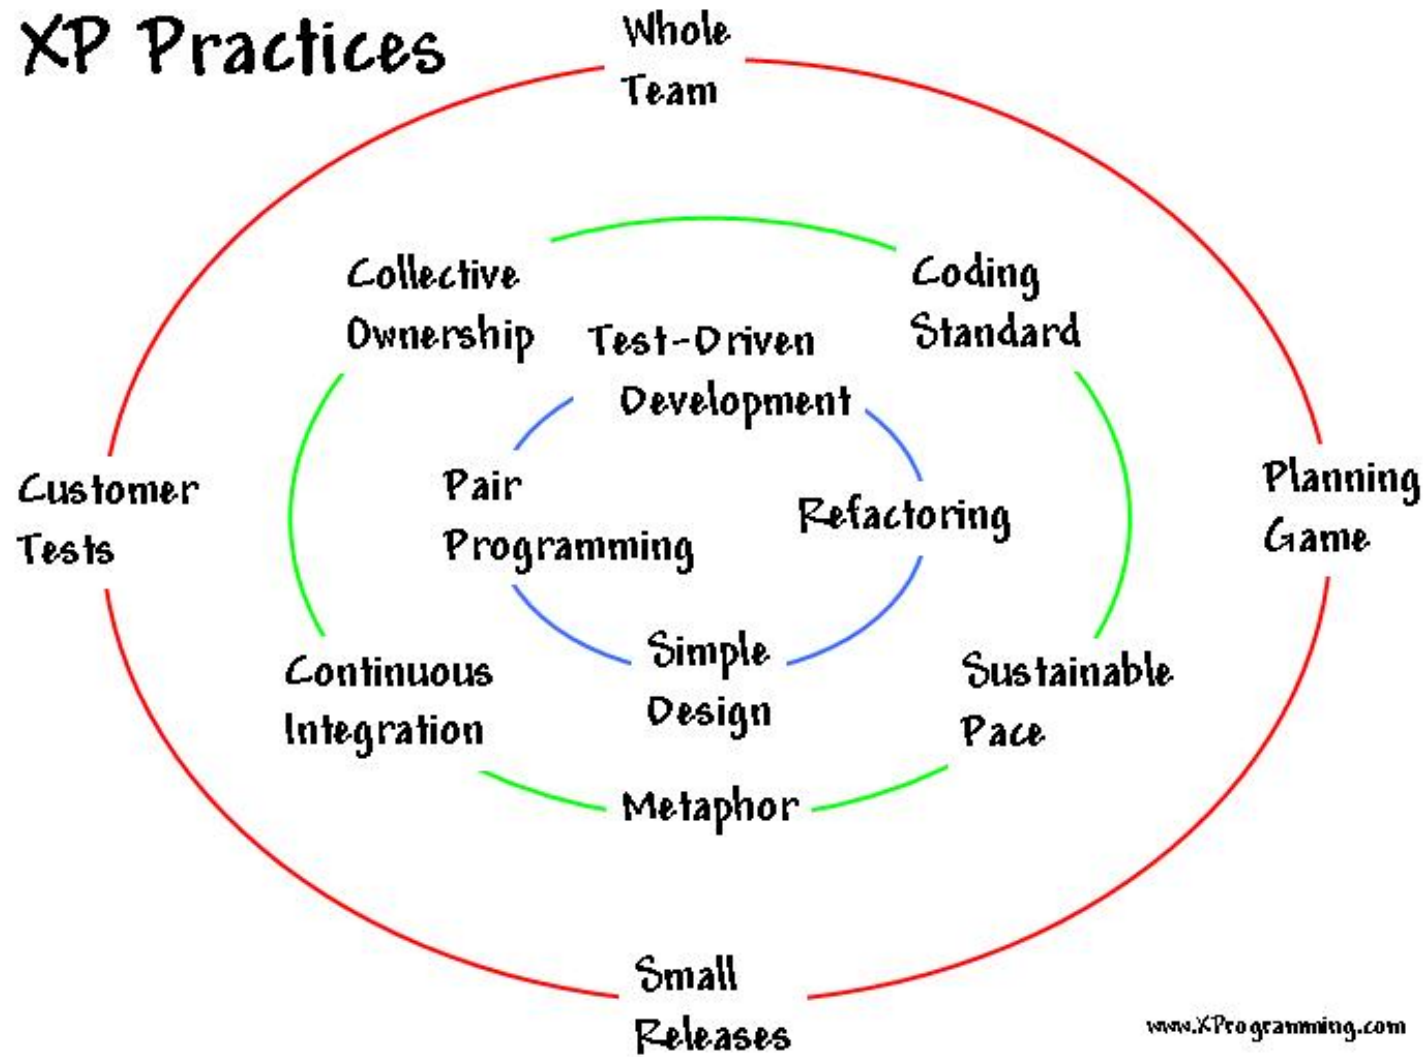 XP Practices
Whole
Team
Collective
Ownership
Coding
Standard
Test-Driven
Development
Customer
Tests
Pair
Programming
Refactoring
Planning
Game
Continuous
Integration
Simple
Design
Sustainable
Pace
Metaphor
Small
Releases
www.XProgramming.com